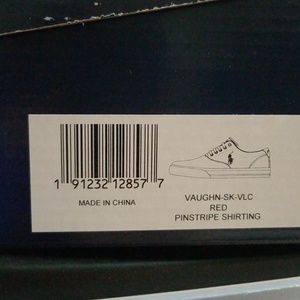 1 91232 12857 7
MADE IN CHINA
VAUGHN-SK-VLC
RED
PINSTRIPE SHIRTING